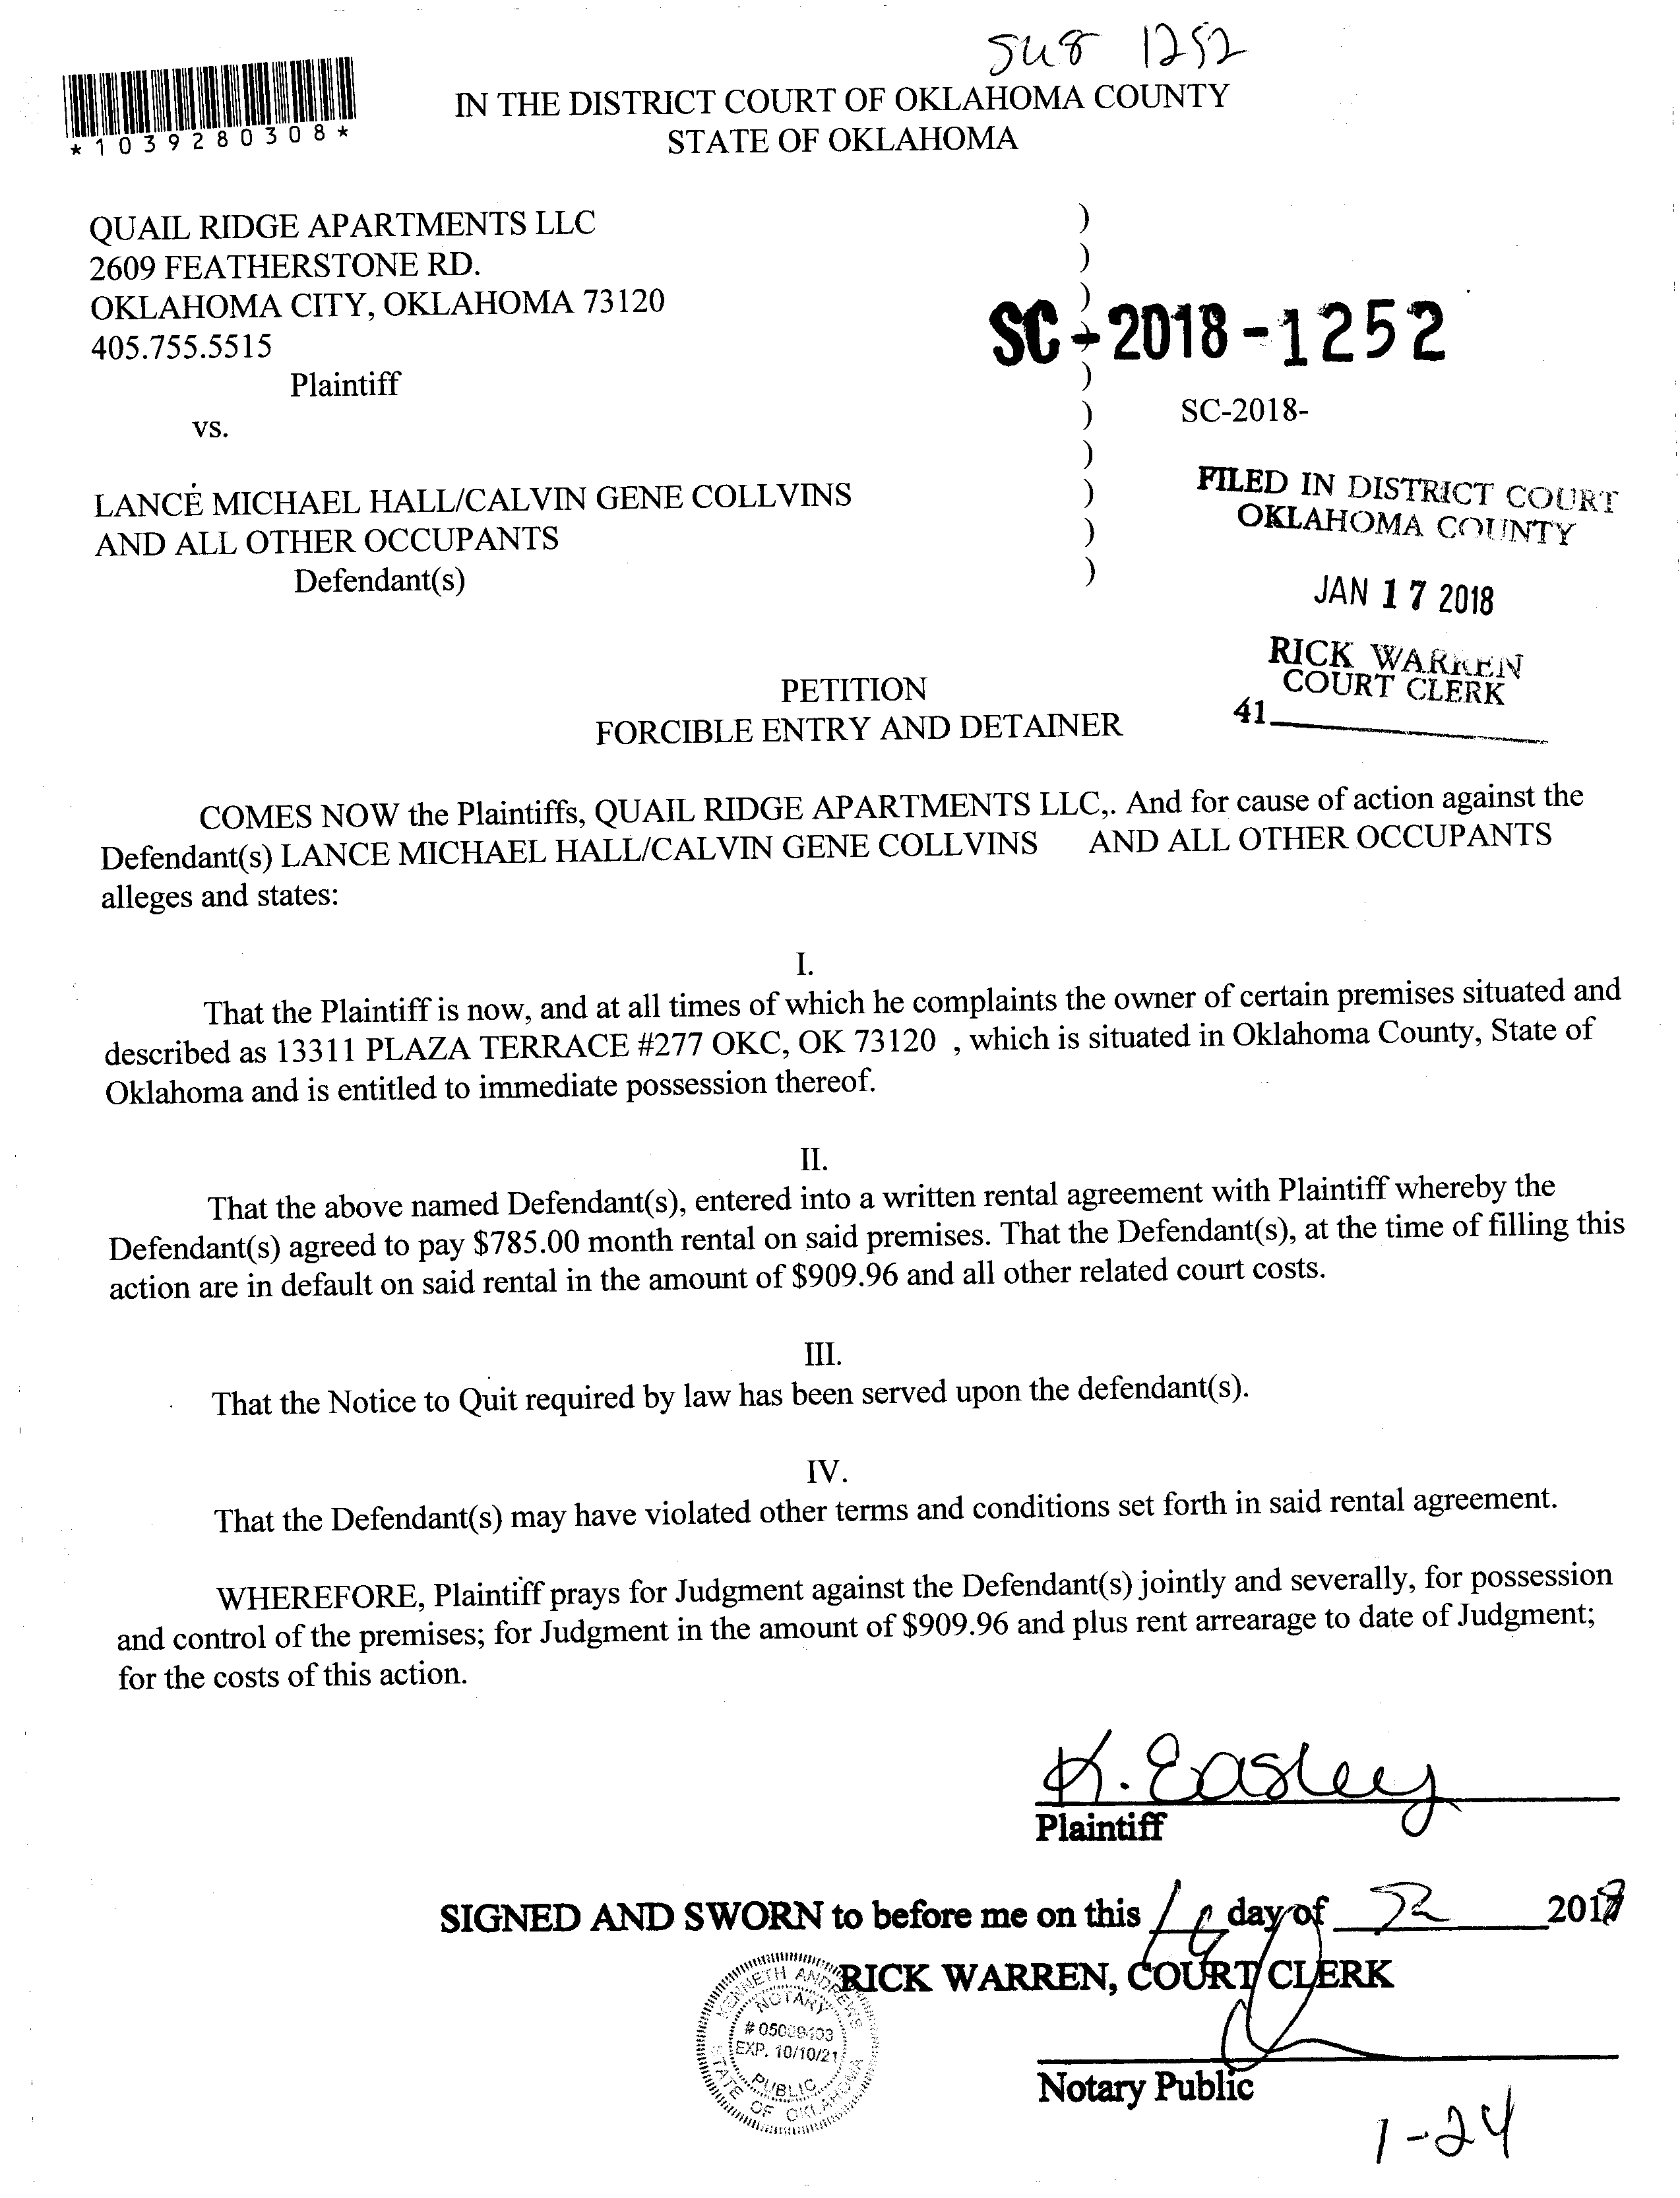 SC 1252
*1039280308*
IN THE DISTRICT COURT OF OKLAHOMA COUNTY
STATE OF OKLAHOMA
QUAIL RIDGE APARTMENTS LLC )
2609 FEATHERSTONE RD. )
OKLAHOMA CITY, OKLAHOMA 73120 )
405.755.5515 )
SC-2018-1252
Plaintiff )
vs. ) SC-2018-
)
LANCE MICHAEL HALL/CALVIN GENE COLLVINS )
AND ALL OTHER OCCUPANTS )
Defendant(s) )
FILED IN DISTRICT COURT
OKLAHOMA COUNTY
JAN 17 2018
RICK WARREN
COURT CLERK
41
PETITION
FORCIBLE ENTRY AND DETAINER
COMES NOW the Plaintiffs, QUAIL RIDGE APARTMENTS LLC,. And for cause of action against the
Defendant(s) LANCE MICHAEL HALL/CALVIN GENE COLLVINS AND ALL OTHER OCCUPANTS
alleges and states:
I.
That the Plaintiff is now, and at all times of which he complaints the owner of certain premises situated and
described as 13311 PLAZA TERRACE #277 OKC, OK 73120 , which is situated in Oklahoma County, State of
Oklahoma and is entitled to immediate possession thereof.
II.
That the above named Defendant(s), entered into a written rental agreement with Plaintiff whereby the
Defendant(s) agreed to pay $785.00 month rental on said premises. That the Defendant(s), at the time of filling this
action are in default on said rental in the amount of $909.96 and all other related court costs.
III.
That the Notice to Quit required by law has been served upon the defendant(s).
IV.
That the Defendant(s) may have violated other terms and conditions set forth in said rental agreement.
WHEREFORE, Plaintiff prays for Judgment against the Defendant(s) jointly and severally, for possession
and control of the premises; for Judgment in the amount of $909.96 and plus rent arrearage to date of Judgment;
for the costs of this action.
K. Easley
Plaintiff
SIGNED AND SWORN to before me on this day of 2018
RICK WARREN, COURT CLERK
KENNETH ANDREWS
NOTARY
EXP. 10/10/21
PUBLIC
STATE OF OKLAHOMA
Notary Public
1-24